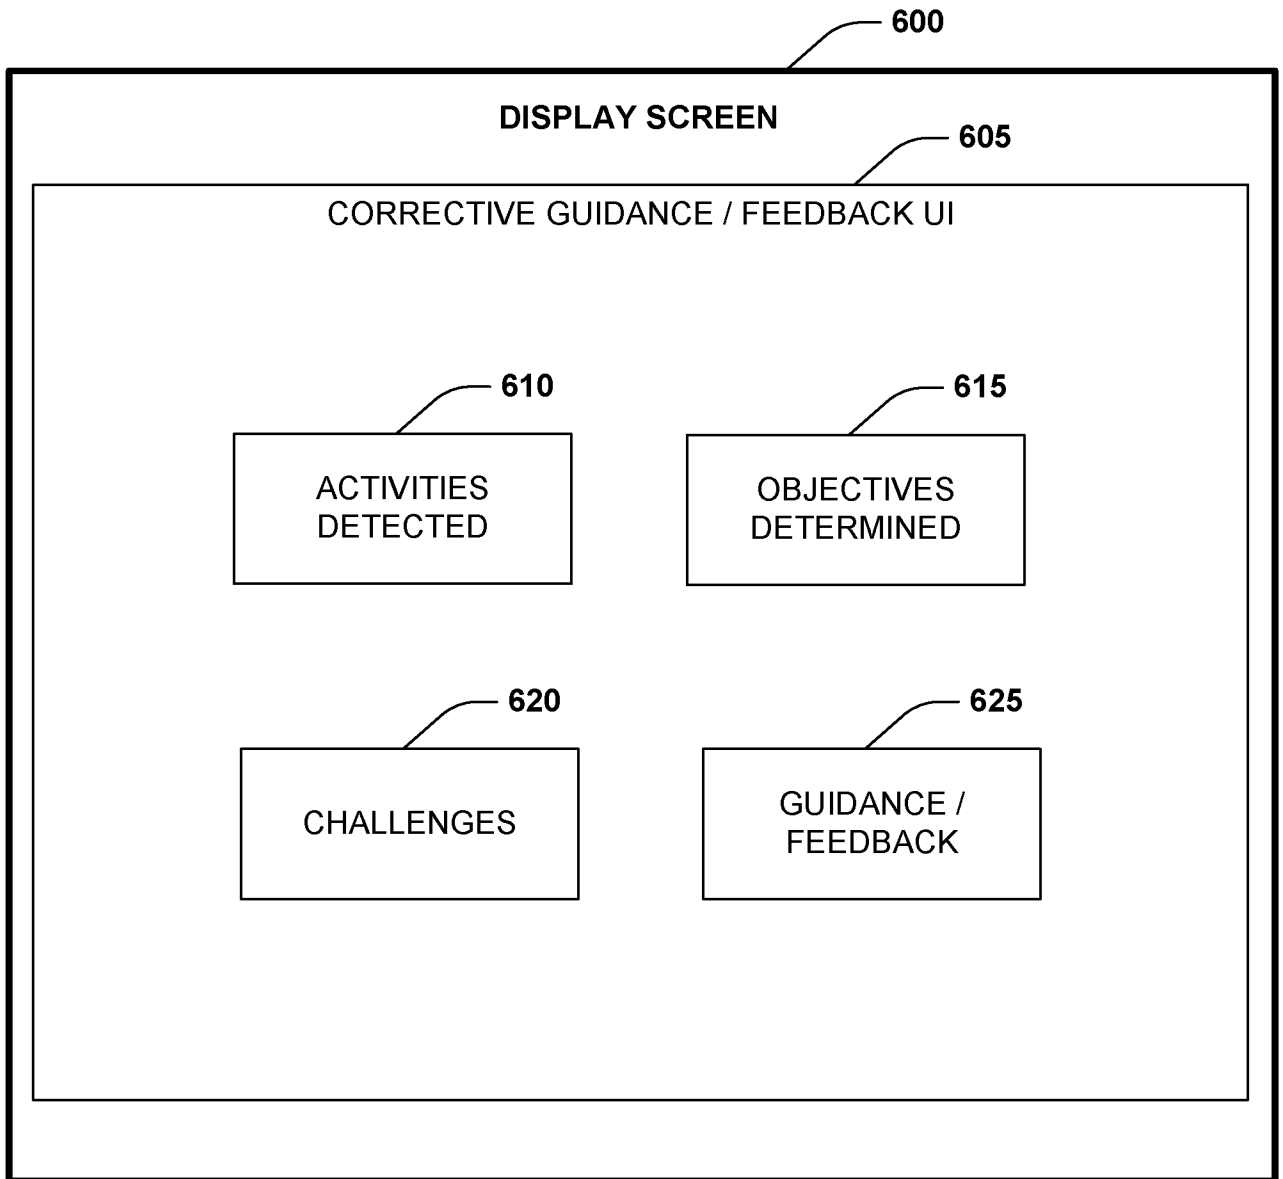 600
DISPLAY SCREEN
605
CORRECTIVE GUIDANCE / FEEDBACK UI
610
615
ACTIVITIES
DETECTED
OBJECTIVES
DETERMINED
620
625
CHALLENGES
GUIDANCE /
FEEDBACK